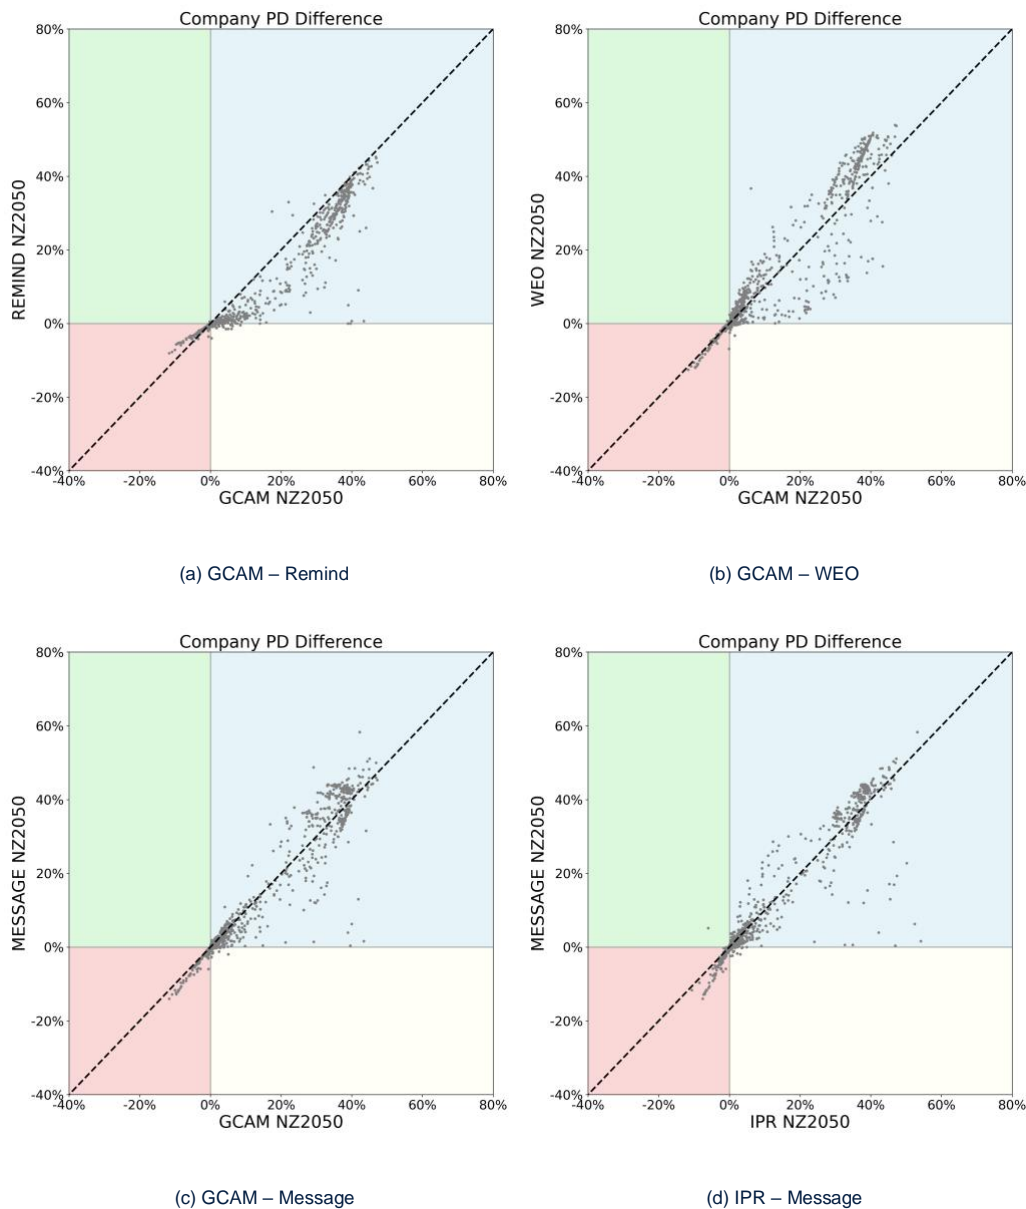 Company PD Difference
80%
60%
40%
20%
0%
-20%
-40%
REMIND NZ2050
-40% -20% 0% 20% 40% 60% 80%
GCAM NZ2050
(a) GCAM – Remind
Company PD Difference
80%
60%
40%
20%
0%
-20%
-40%
WEO NZ2050
-40% -20% 0% 20% 40% 60% 80%
GCAM NZ2050
(b) GCAM – WEO
Company PD Difference
80%
60%
40%
20%
0%
-20%
-40%
MESSAGE NZ2050
-40% -20% 0% 20% 40% 60% 80%
GCAM NZ2050
(c) GCAM – Message
Company PD Difference
80%
60%
40%
20%
0%
-20%
-40%
MESSAGE NZ2050
-40% -20% 0% 20% 40% 60% 80%
IPR NZ2050
(d) IPR – Message